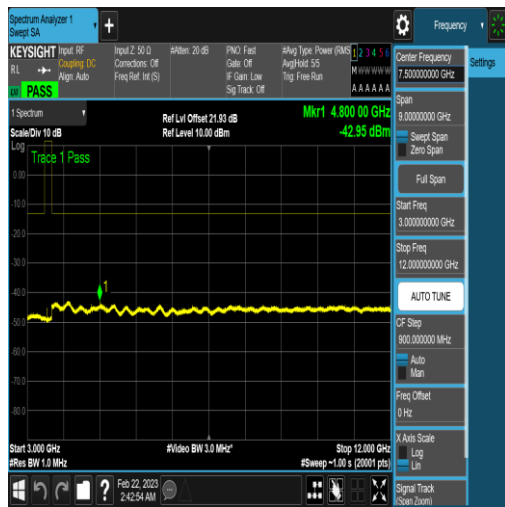 Spectrum Analyzer 1
Swept SA
+
Frequency
KEYSIGHT
RL
PASS
Input: RF
Coupling: DC
Align: Auto
Input Z: 50 Ω
Corrections: Off
Freq Ref: Int (S)
#Atten: 20 dB
PNO: Fast
Gate: Off
IF Gain: Low
Sig Track: Off
#Avg Type: Power (RMS
Avg|Hold: 5/5
Trig: Free Run
1 2 3 4 5 6
M w w w w w
A A A A A A
1 Spectrum
Scale/Div 10 dB
Ref Lvl Offset 21.93 dB
Ref Level 10.00 dBm
Mkr1 4.800 00 GHz
-42.95 dBm
Log
Trace 1 Pass
0.00
-10.0
-20.0
-30.0
-40.0
-50.0
-60.0
-70.0
-80.0
1
Start 3.000 GHz
#Res BW 1.0 MHz
#Video BW 3.0 MHz*
Stop 12.000 GHz
#Sweep ~1.00 s (20001 pts)
?
Feb 22, 2023
2:42:54 AM
Center Frequency
7.500000000 GHz
Settings
Span
9.00000000 GHz
Swept Span
Zero Span
Full Span
Start Freq
3.000000000 GHz
Stop Freq
12.000000000 GHz
AUTO TUNE
CF Step
900.000000 MHz
Auto
Man
Freq Offset
0 Hz
X Axis Scale
Log
Lin
Signal Track
(Span Zoom)